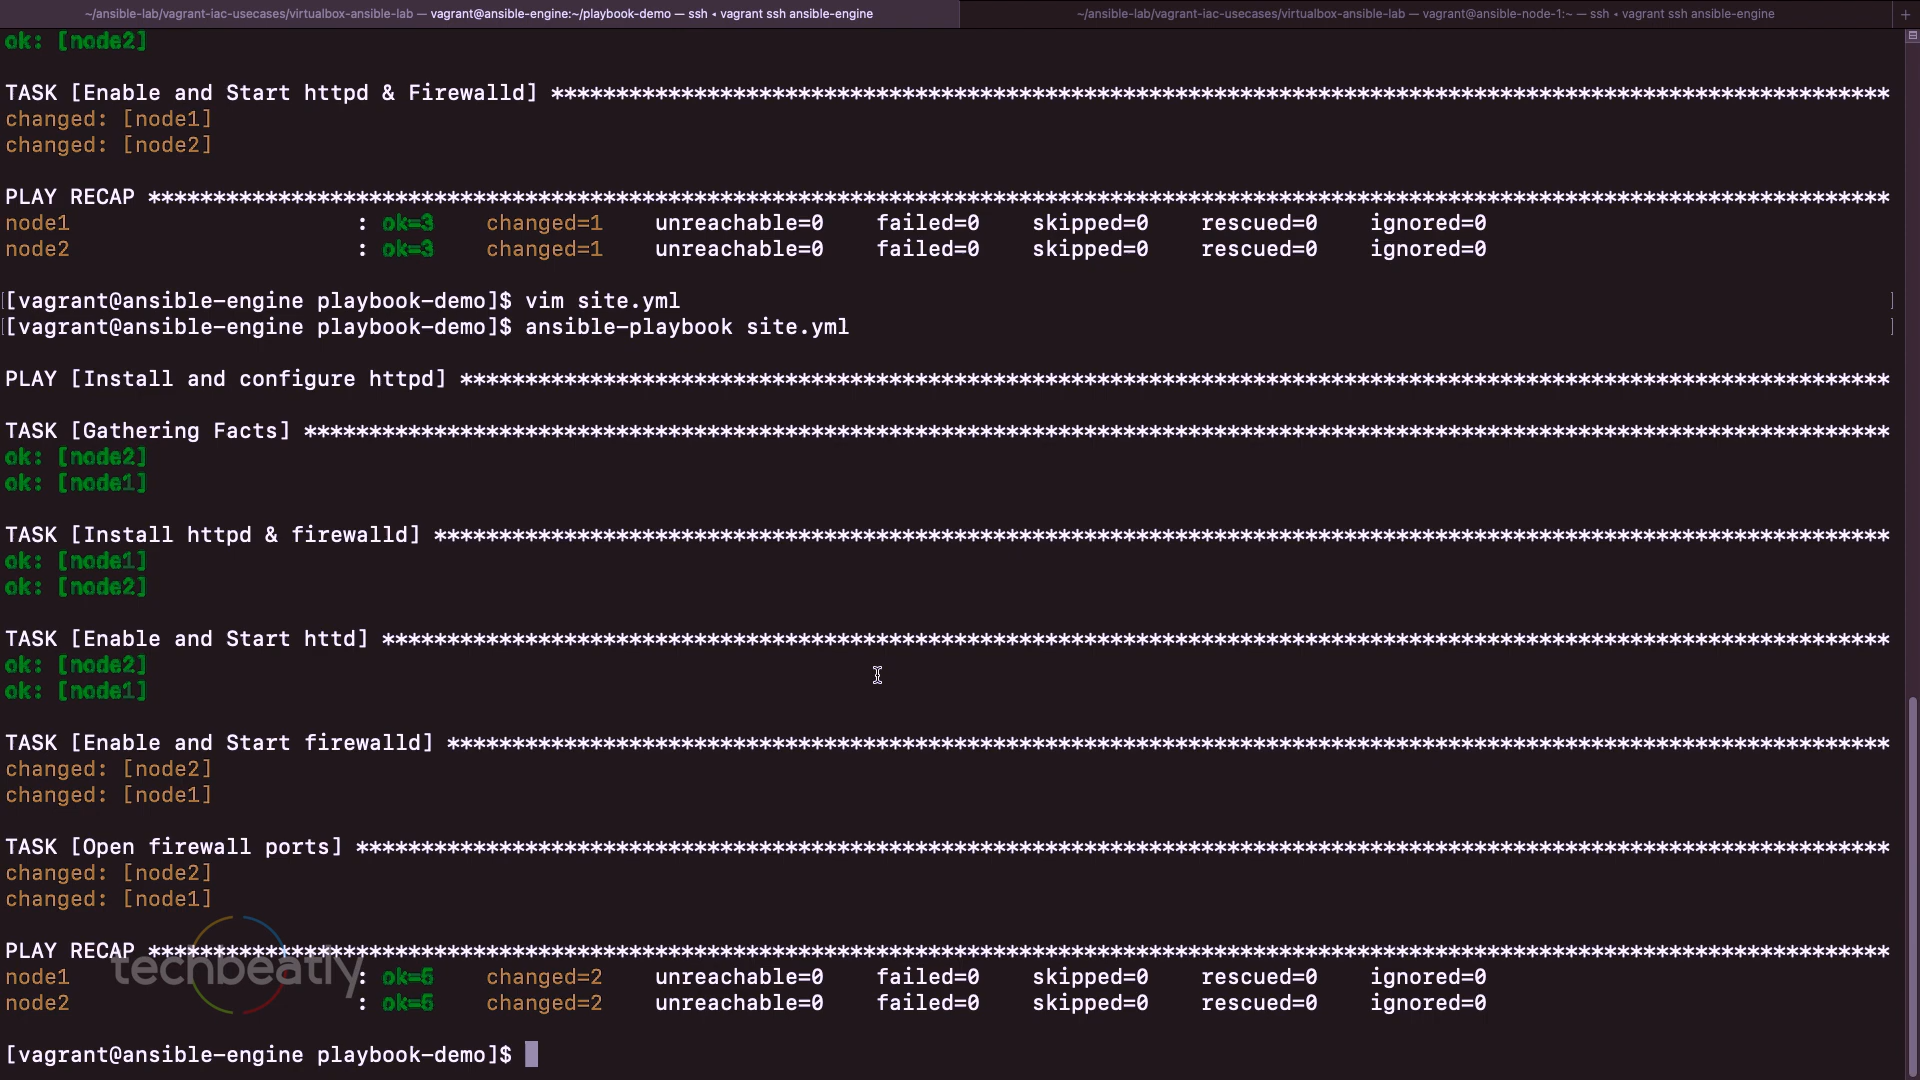 ~/ansible-lab/vagrant-iac-usecases/virtualbox-ansible-lab — vagrant@ansible-engine:~/playbook-demo — ssh • vagrant ssh ansible-engine
~/ansible-lab/vagrant-iac-usecases/virtualbox-ansible-lab — vagrant@ansible-node-1:~ — ssh • vagrant ssh ansible-engine
ok: [node2]
TASK [Enable and Start httpd & Firewalld] *******************************************************************************************************
changed: [node1]
changed: [node2]
PLAY RECAP **************************************************************************************************************************************
node1                      : ok=3    changed=1    unreachable=0    failed=0    skipped=0    rescued=0    ignored=0
node2                      : ok=3    changed=1    unreachable=0    failed=0    skipped=0    rescued=0    ignored=0
[vagrant@ansible-engine playbook-demo]$ vim site.yml
[vagrant@ansible-engine playbook-demo]$ ansible-playbook site.yml
PLAY [Install and configure httpd] **************************************************************************************************************
TASK [Gathering Facts] **************************************************************************************************************************
ok: [node2]
ok: [node1]
TASK [Install httpd & firewalld] ****************************************************************************************************************
ok: [node1]
ok: [node2]
TASK [Enable and Start httd] ********************************************************************************************************************
ok: [node2]
ok: [node1]
TASK [Enable and Start firewalld] ***************************************************************************************************************
changed: [node2]
changed: [node1]
TASK [Open firewall ports] **********************************************************************************************************************
changed: [node2]
changed: [node1]
PLAY RECAP **************************************************************************************************************************************
node1                      : ok=5    changed=2    unreachable=0    failed=0    skipped=0    rescued=0    ignored=0
node2                      : ok=5    changed=2    unreachable=0    failed=0    skipped=0    rescued=0    ignored=0
techbeatly
[vagrant@ansible-engine playbook-demo]$